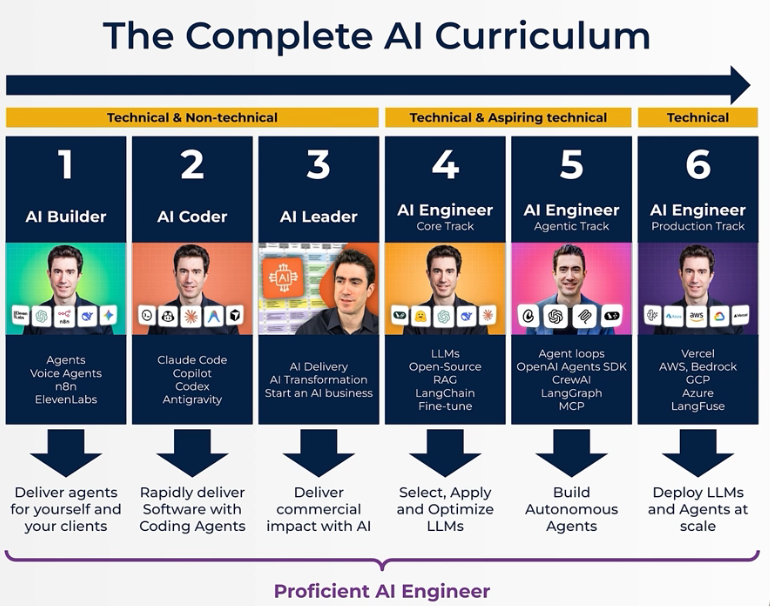 The Complete AI Curriculum
Technical & Non-technical
Technical & Aspiring technical
Technical
1
AI Builder
Agents
Voice Agents
n8n
ElevenLabs
Deliver agents
for yourself and
your clients
2
AI Coder
Claude Code
Copilot
Codex
Antigravity
Rapidly deliver
Software with
Coding Agents
3
AI Leader
AI
AI Delivery
AI Transformation
Start an AI business
Deliver
commercial
impact with AI
4
AI Engineer
Core Track
LLMs
Open-Source
RAG
LangChain
Fine-tune
Select, Apply
and Optimize
LLMs
5
AI Engineer
Agentic Track
Agent loops
OpenAI Agents SDK
CrewAI
LangGraph
MCP
Build
Autonomous
Agents
6
AI Engineer
Production Track
aws
Vercel
AWS, Bedrock
GCP
Azure
LangFuse
Deploy LLMs
and Agents at
scale
Proficient AI Engineer